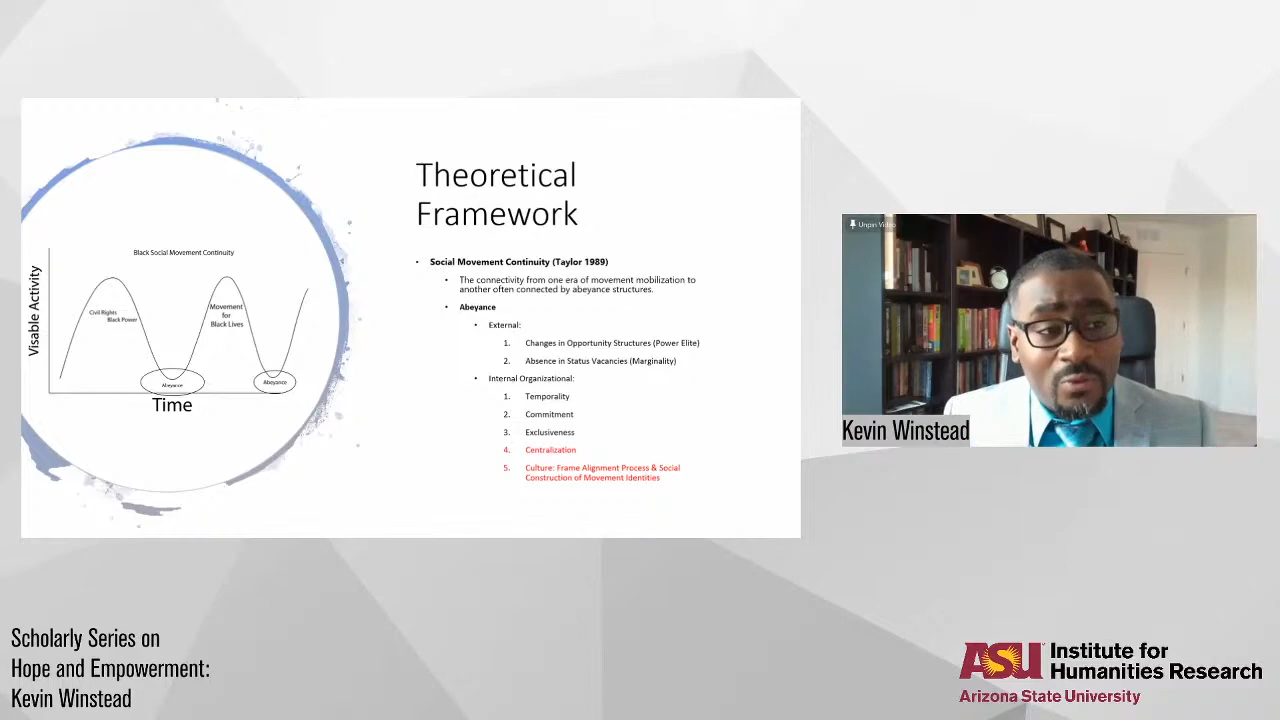 Theoretical
Framework
Black Social Movement Continuity
Visable Activity
Civil Rights
Black Power
Movement
for
Black Lives
Abeyance
Abeyance
Time
• Social Movement Continuity (Taylor 1989)
• The connectivity from one era of movement mobilization to
another often connected by abeyance structures.
• Abeyance
• External:
1. Changes in Opportunity Structures (Power Elite)
2. Absence in Status Vacancies (Marginality)
• Internal Organizational:
1. Temporality
2. Commitment
3. Exclusiveness
4. Centralization
5. Culture: Frame Alignment Process & Social
Construction of Movement Identities
Unpin Video
Kevin Winstead
Scholarly Series on
Hope and Empowerment:
Kevin Winstead
ASU Institute for
Humanities Research
Arizona State University